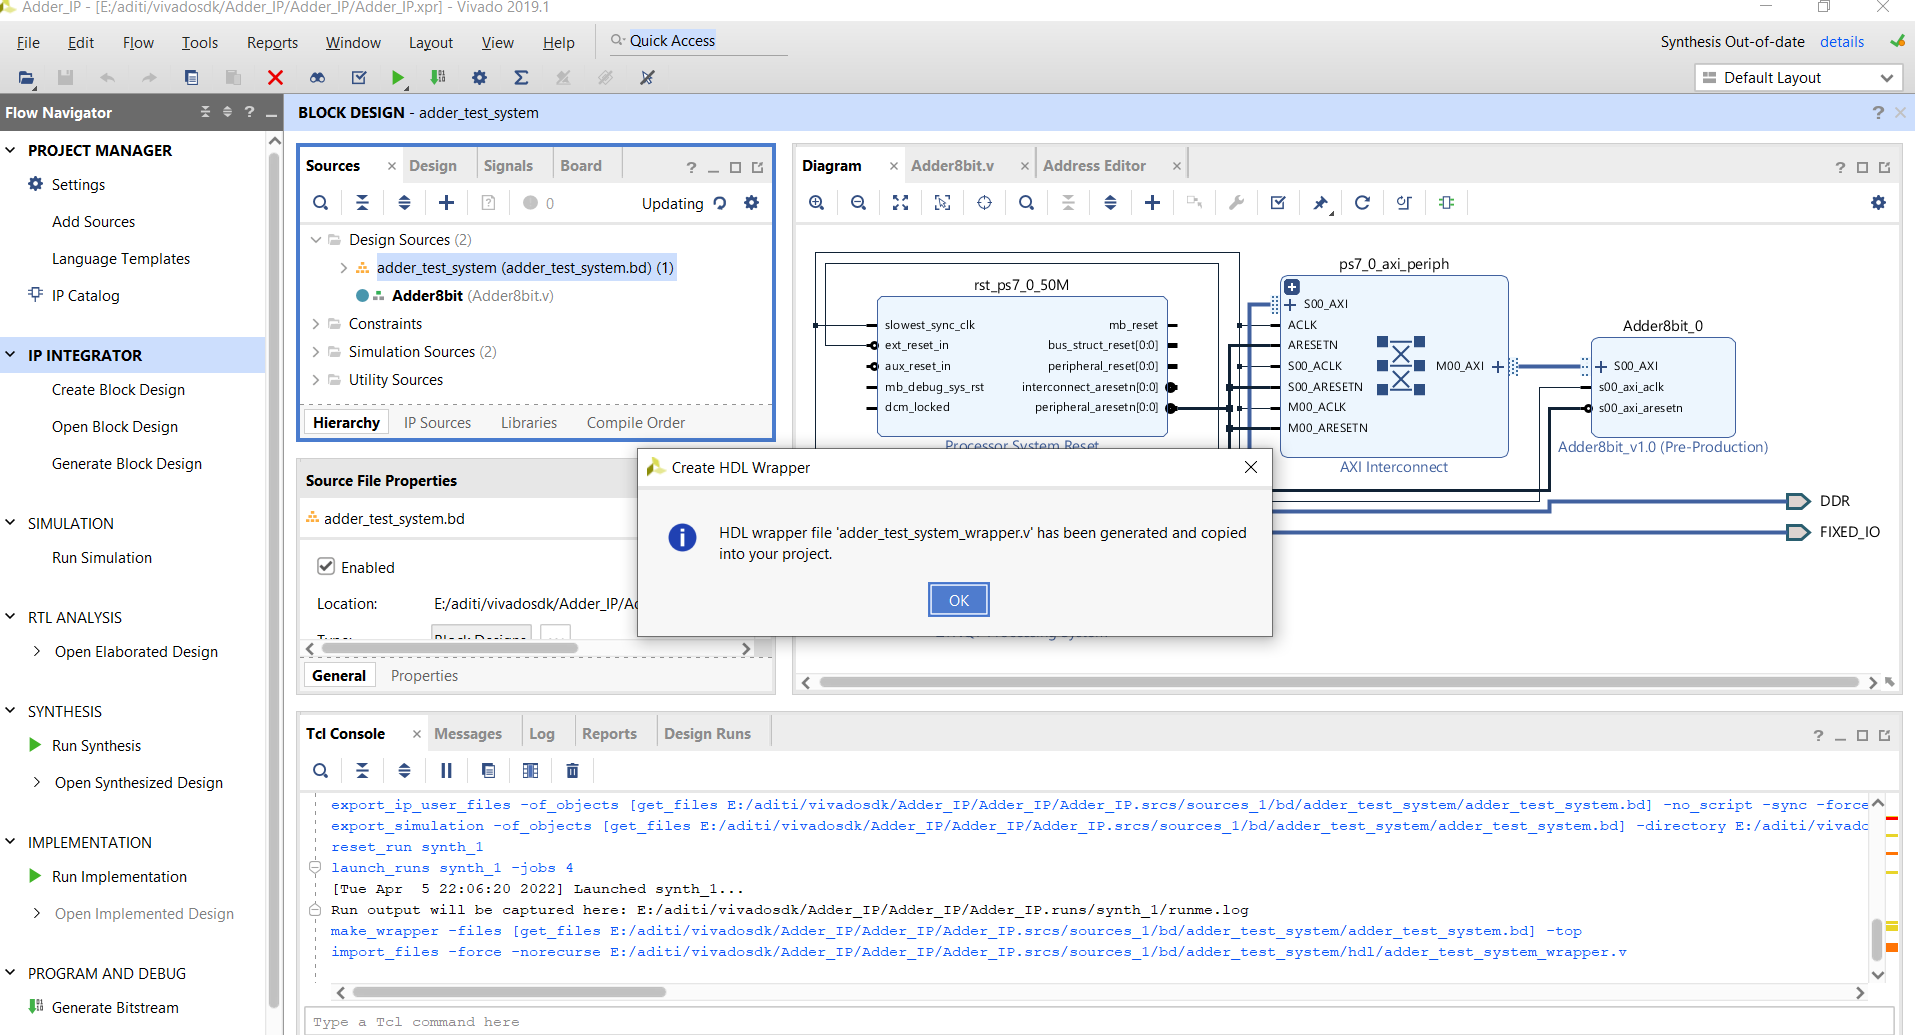 Adder_IP - [E:/aditi/vivadosdk/Adder_IP/Adder_IP/Adder_IP.xpr] - Vivado 2019.1
File Edit Flow Tools Reports Window Layout View Help Quick Access
Synthesis Out-of-date details
Default Layout
Flow Navigator
PROJECT MANAGER
Settings
Add Sources
Language Templates
IP Catalog
IP INTEGRATOR
Create Block Design
Open Block Design
Generate Block Design
SIMULATION
Run Simulation
RTL ANALYSIS
Open Elaborated Design
SYNTHESIS
Run Synthesis
Open Synthesized Design
IMPLEMENTATION
Run Implementation
Open Implemented Design
PROGRAM AND DEBUG
Generate Bitstream
BLOCK DESIGN - adder_test_system
Sources Design Signals Board
0 Updating
Design Sources (2)
adder_test_system (adder_test_system.bd) (1)
Adder8bit (Adder8bit.v)
Constraints
Simulation Sources (2)
Utility Sources
Hierarchy IP Sources Libraries Compile Order
Source File Properties
adder_test_system.bd
Enabled
Location: E:/aditi/vivadosdk/Adder_IP/Ad
Type: Block Designs
General Properties
Diagram Adder8bit.v Address Editor
rst_ps7_0_50M
slowest_sync_clk
ext_reset_in
aux_reset_in
mb_debug_sys_rst
dcm_locked
mb_reset
bus_struct_reset[0:0]
peripheral_reset[0:0]
interconnect_aresetn[0:0]
peripheral_aresetn[0:0]
Processor System Reset
ps7_0_axi_periph
S00_AXI
ACLK
ARESETN
S00_ACLK
S00_ARESETN
M00_ACLK
M00_ARESETN
M00_AXI
AXI Interconnect
Adder8bit_0
S00_AXI
s00_axi_aclk
s00_axi_aresetn
Adder8bit_v1.0 (Pre-Production)
DDR
FIXED_IO
Processing System
Create HDL Wrapper
HDL wrapper file 'adder_test_system_wrapper.v' has been generated and copied
into your project.
OK
Tcl Console Messages Log Reports Design Runs
export_ip_user_files -of_objects [get_files E:/aditi/vivadosdk/Adder_IP/Adder_IP/Adder_IP.srcs/sources_1/bd/adder_test_system/adder_test_system.bd] -no_script -sync -force
export_simulation -of_objects [get_files E:/aditi/vivadosdk/Adder_IP/Adder_IP/Adder_IP.srcs/sources_1/bd/adder_test_system/adder_test_system.bd] -directory E:/aditi/vivado
reset_run synth_1
launch_runs synth_1 -jobs 4
[Tue Apr  5 22:06:20 2022] Launched synth_1...
Run output will be captured here: E:/aditi/vivadosdk/Adder_IP/Adder_IP/Adder_IP.runs/synth_1/runme.log
make_wrapper -files [get_files E:/aditi/vivadosdk/Adder_IP/Adder_IP/Adder_IP.srcs/sources_1/bd/adder_test_system/adder_test_system.bd] -top
import_files -force -norecurse E:/aditi/vivadosdk/Adder_IP/Adder_IP/Adder_IP.srcs/sources_1/bd/adder_test_system/hdl/adder_test_system_wrapper.v
Type a Tcl command here